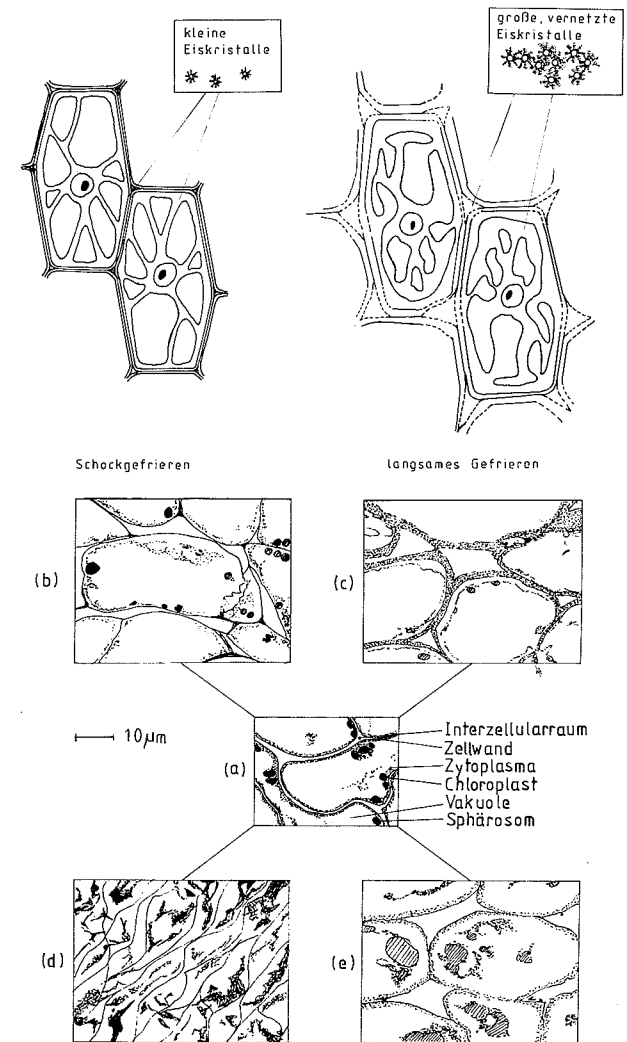 kleine
Eiskristalle
große, vernetzte
Eiskristalle
Schockgefrieren
langsames Gefrieren
(b)
(c)
10µm
(a)
Interzellularraum
Zellwand
Zytoplasma
Chloroplast
Vakuole
Sphärosom
(d)
(e)